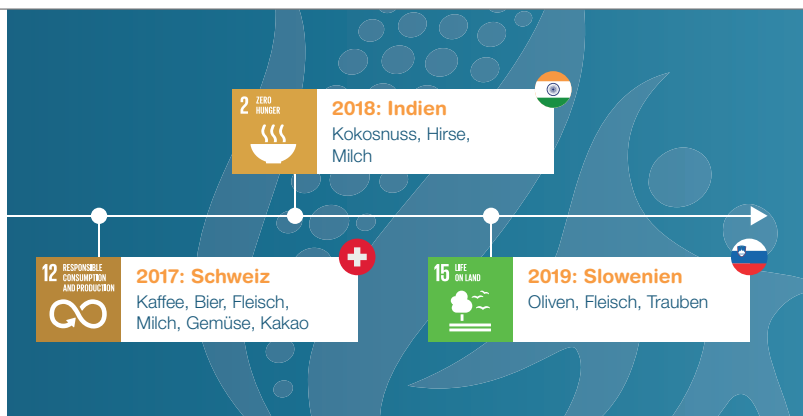 2 ZERO
HUNGER
2018: Indien
Kokosnuss, Hirse,
Milch
12 RESPONSIBLE
CONSUMPTION
AND PRODUCTION
2017: Schweiz
Kaffee, Bier, Fleisch,
Milch, Gemüse, Kakao
15 LIFE
ON LAND
2019: Slowenien
Oliven, Fleisch, Trauben